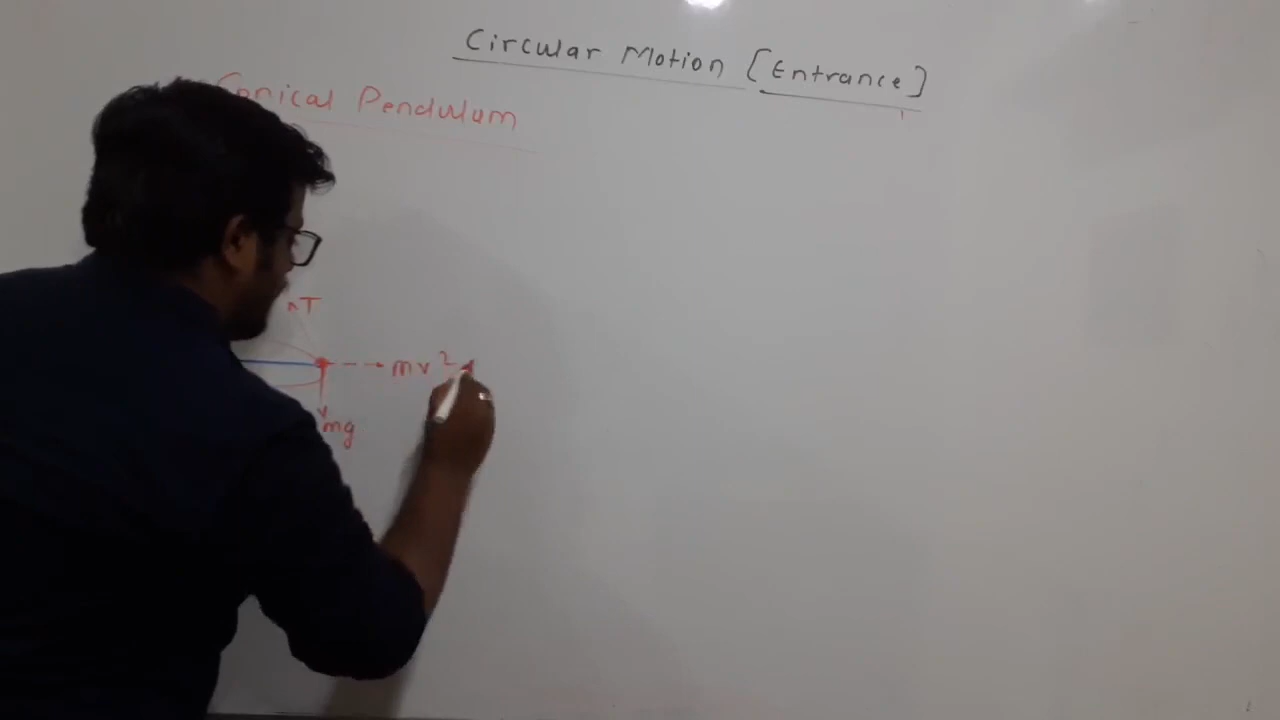 Circular Motion [Entrance]
Conical Pendulum
T
mv²
mg